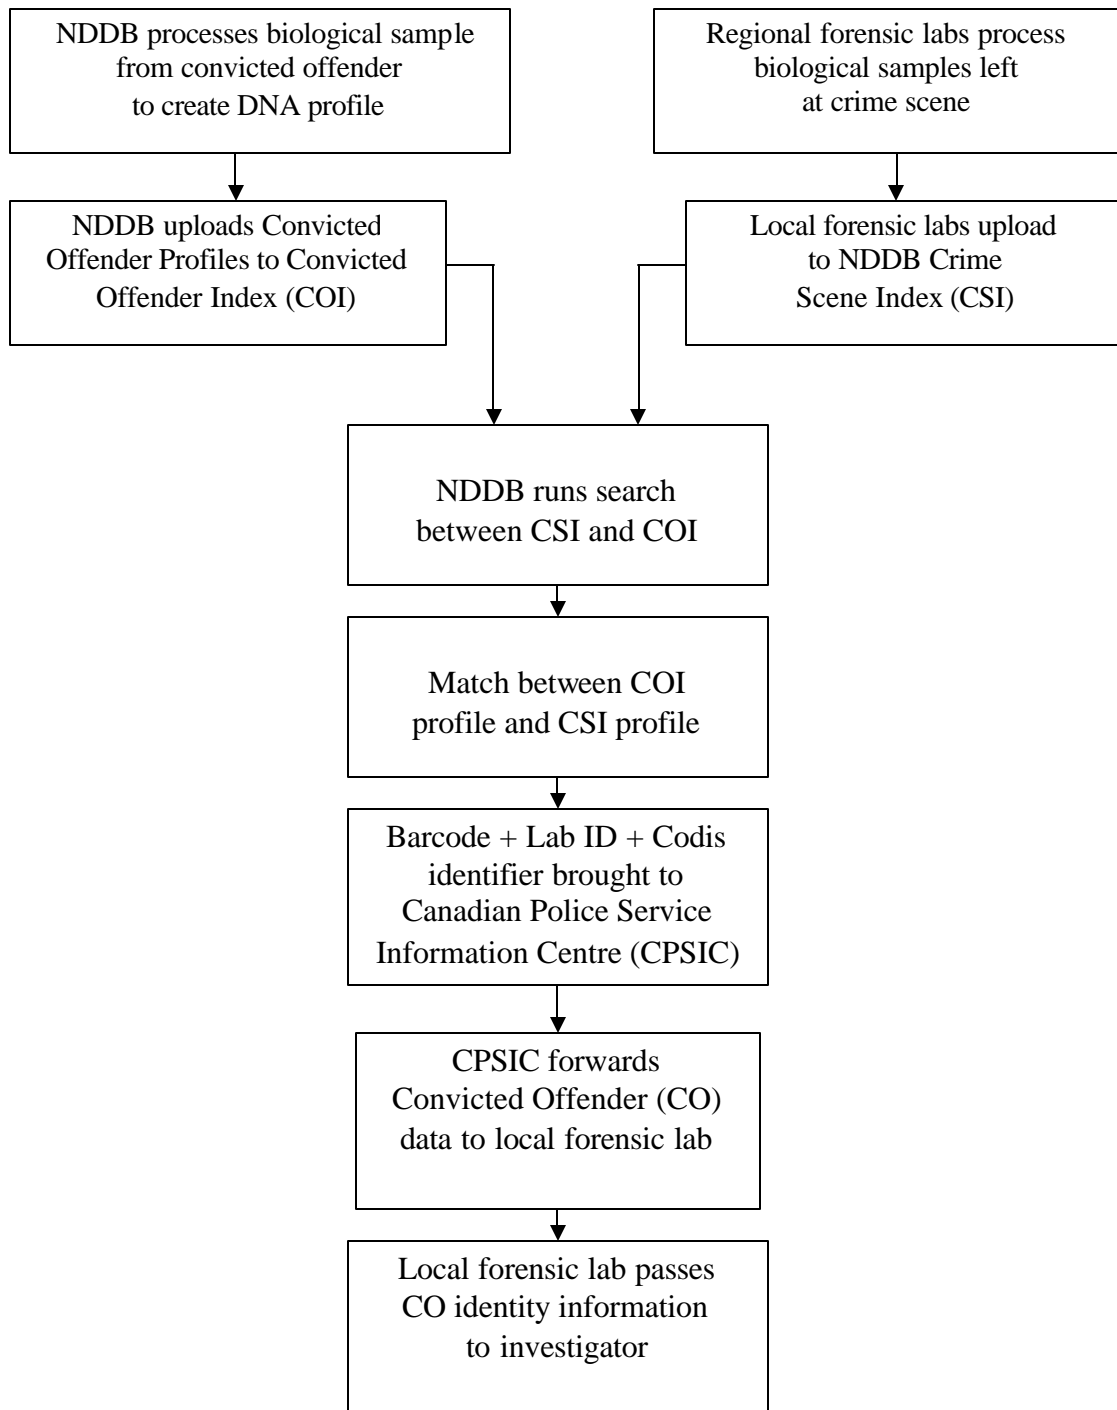 NDDB processes biological sample
from convicted offender
to create DNA profile
Regional forensic labs process
biological samples left
at crime scene
NDDB uploads Convicted
Offender Profiles to Convicted
Offender Index (COI)
Local forensic labs upload
to NDDB Crime
Scene Index (CSI)
NDDB runs search
between CSI and COI
Match between COI
profile and CSI profile
Barcode + Lab ID + Codis
identifier brought to
Canadian Police Service
Information Centre (CPSIC)
CPSIC forwards
Convicted Offender (CO)
data to local forensic lab
Local forensic lab passes
CO identity information
to investigator